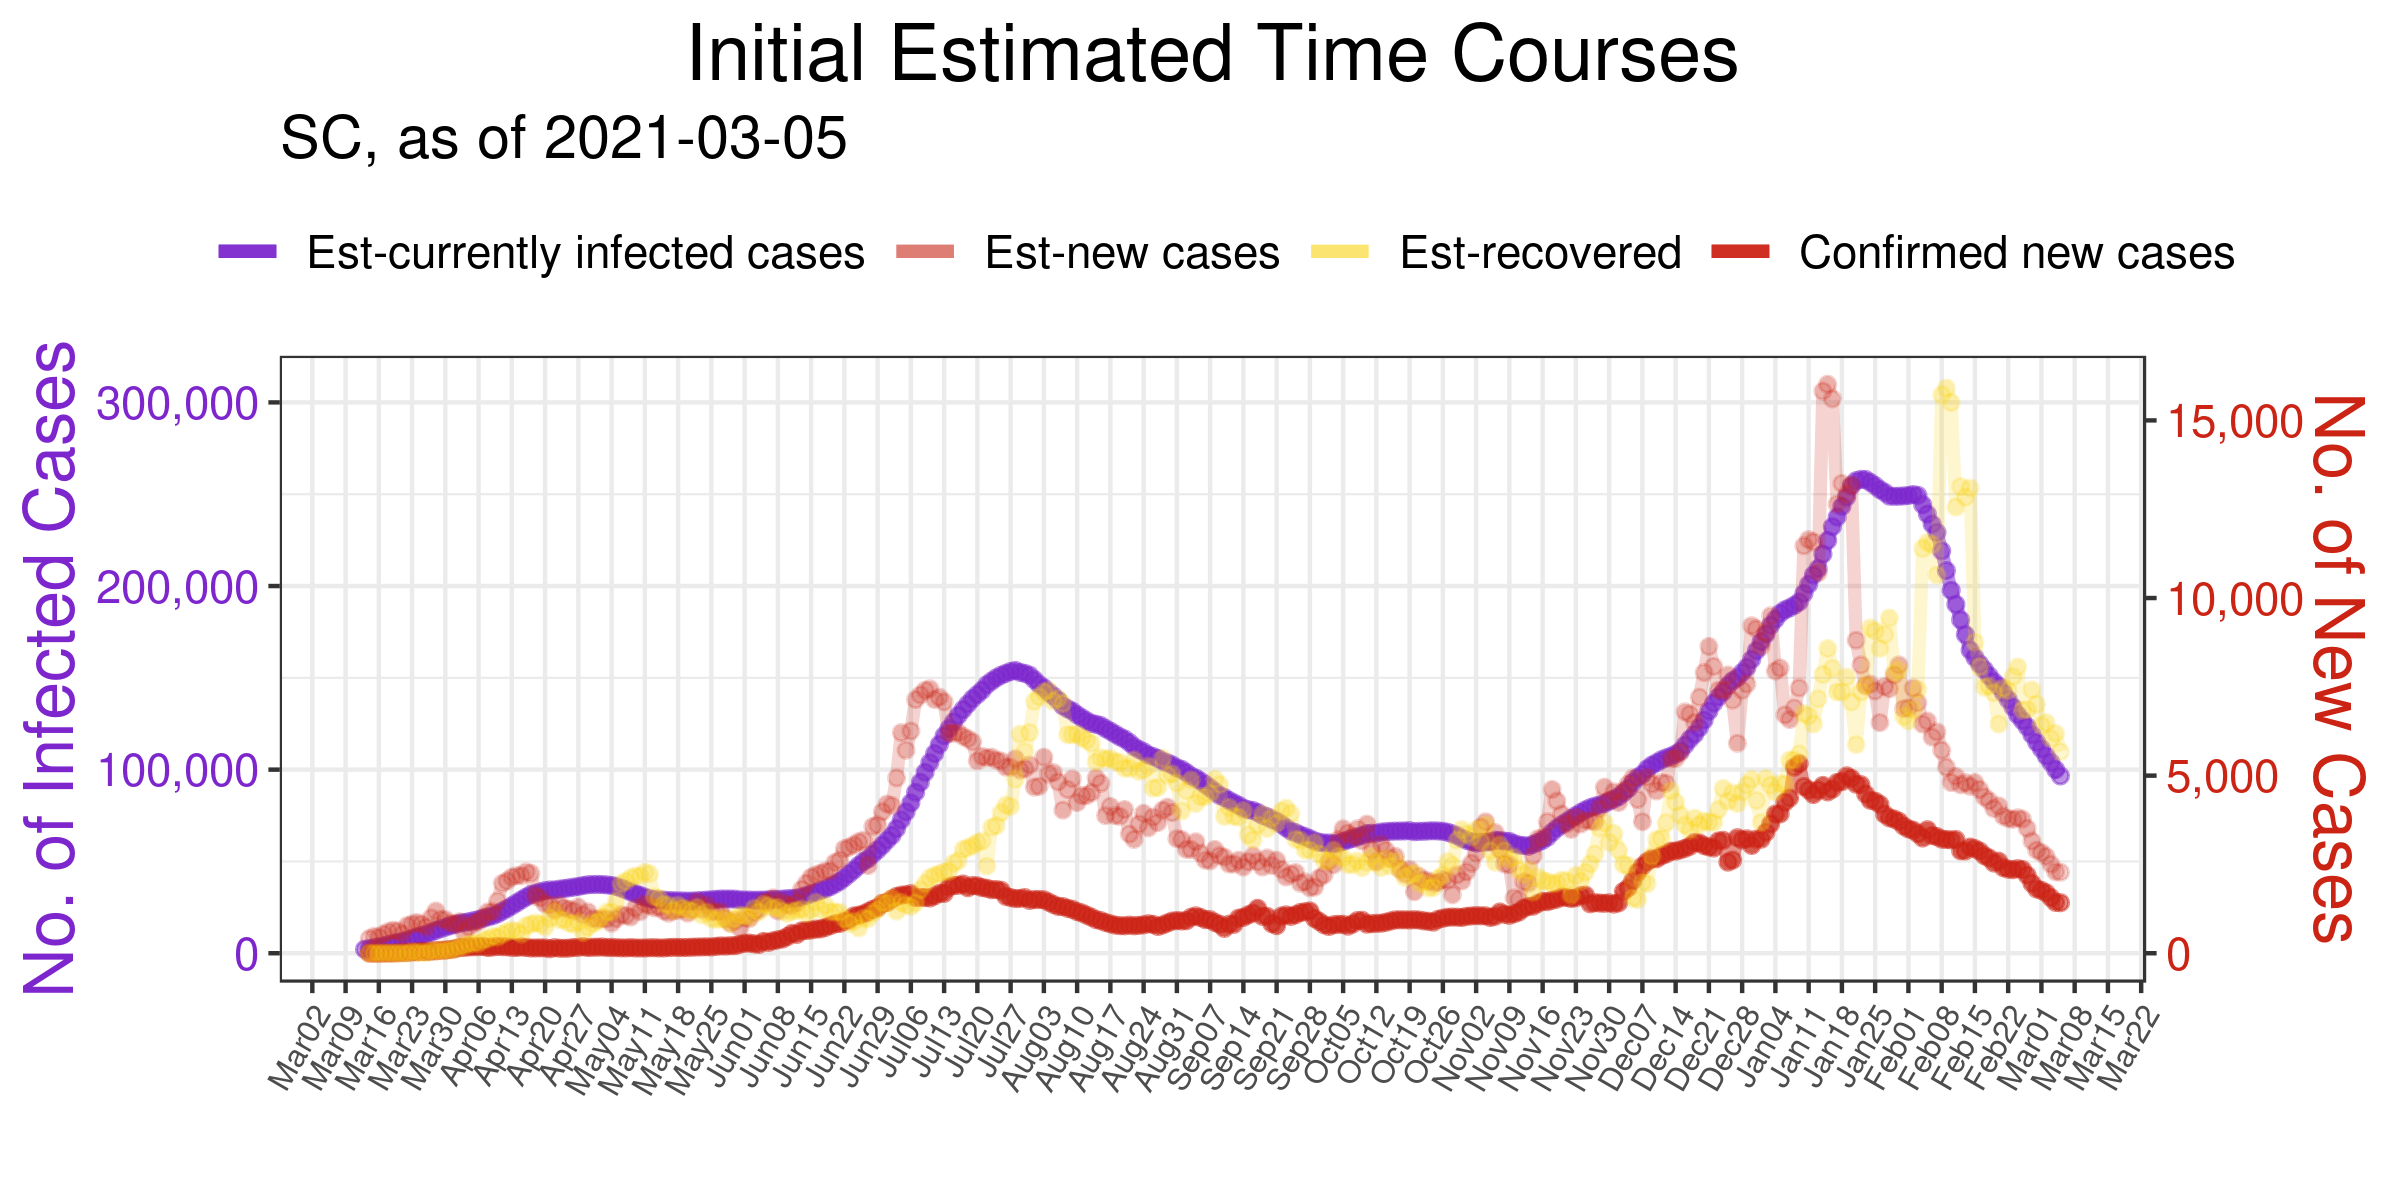 Initial Estimated Time Courses
SC, as of 2021-03-05
Est-currently infected cases Est-new cases Est-recovered Confirmed new cases
No. of Infected Cases
300,000
200,000
100,000
0
15,000
10,000
5,000
0
No. of New Cases
Mar02 Mar09 Mar16 Mar23 Mar30 Apr06 Apr13 Apr20 Apr27 May04 May11 May18 May25 Jun01 Jun08 Jun15 Jun22 Jun29 Jul06 Jul13 Jul20 Jul27 Aug03 Aug10 Aug17 Aug24 Aug31 Sep07 Sep14 Sep21 Sep28 Oct05 Oct12 Oct19 Oct26 Nov02 Nov09 Nov16 Nov23 Nov30 Dec07 Dec14 Dec21 Dec28 Jan04 Jan11 Jan18 Jan25 Feb01 Feb08 Feb15 Feb22 Mar01 Mar08 Mar15 Mar22